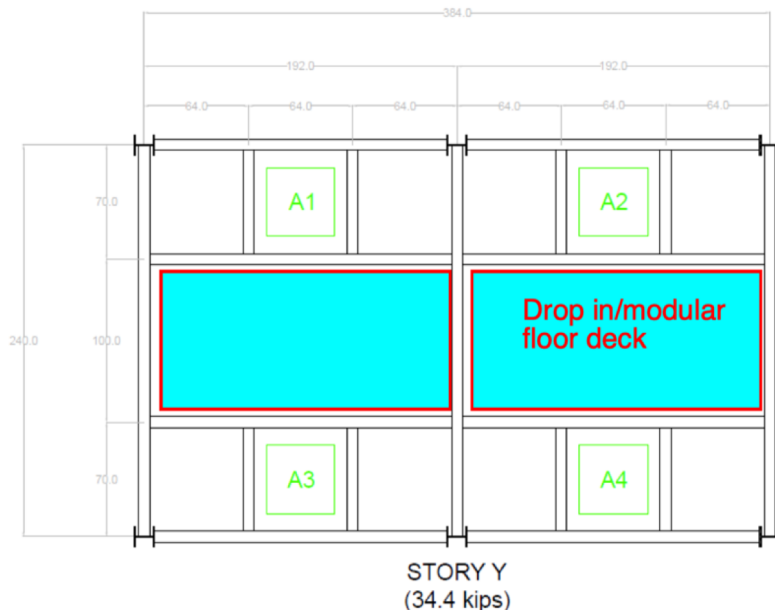 384.0
192.0 192.0
64.0 64.0 64.0 64.0 64.0 64.0
A1 A2
70.0
Drop in/modular
floor deck
240.0 100.0
70.0
A3 A4
STORY Y
(34.4 kips)